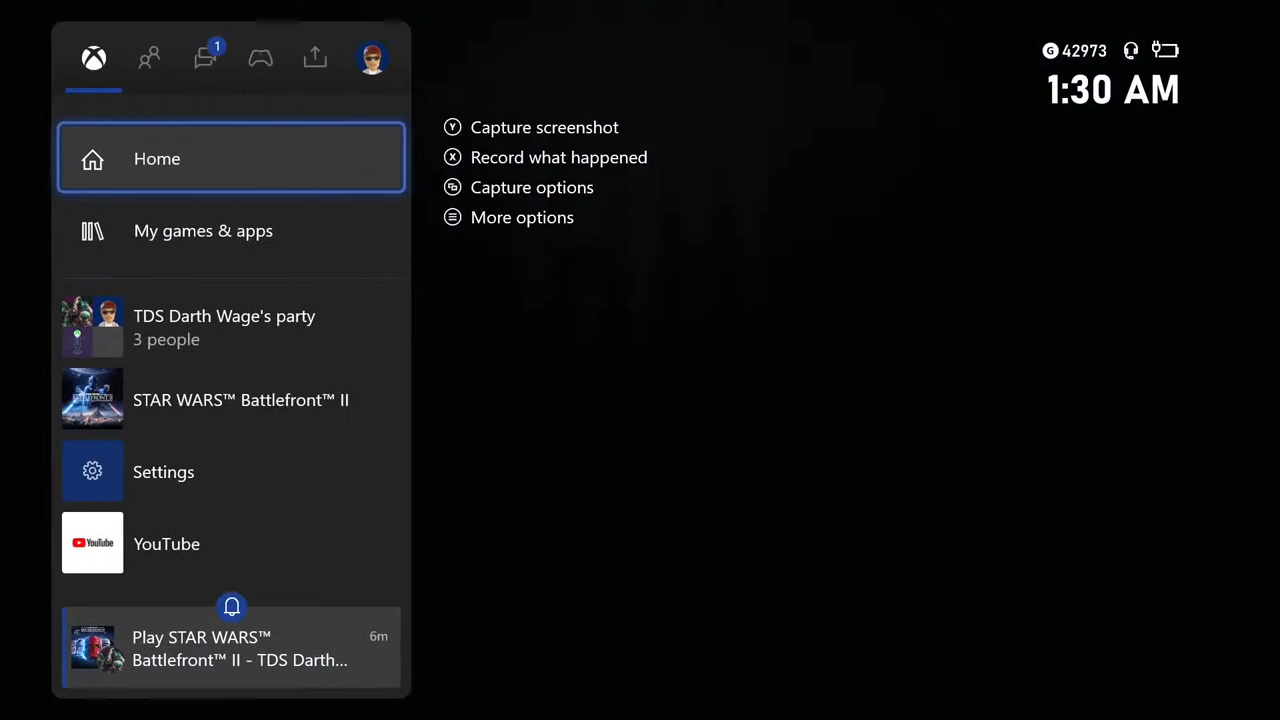 1
G 42973
1:30 AM
Home
My games & apps
Y Capture screenshot
X Record what happened
Capture options
More options
TDS Darth Wage's party
3 people
STAR WARS™ Battlefront™ II
Settings
YouTube
YouTube
Play STAR WARS™
Battlefront™ II - TDS Darth...
6m